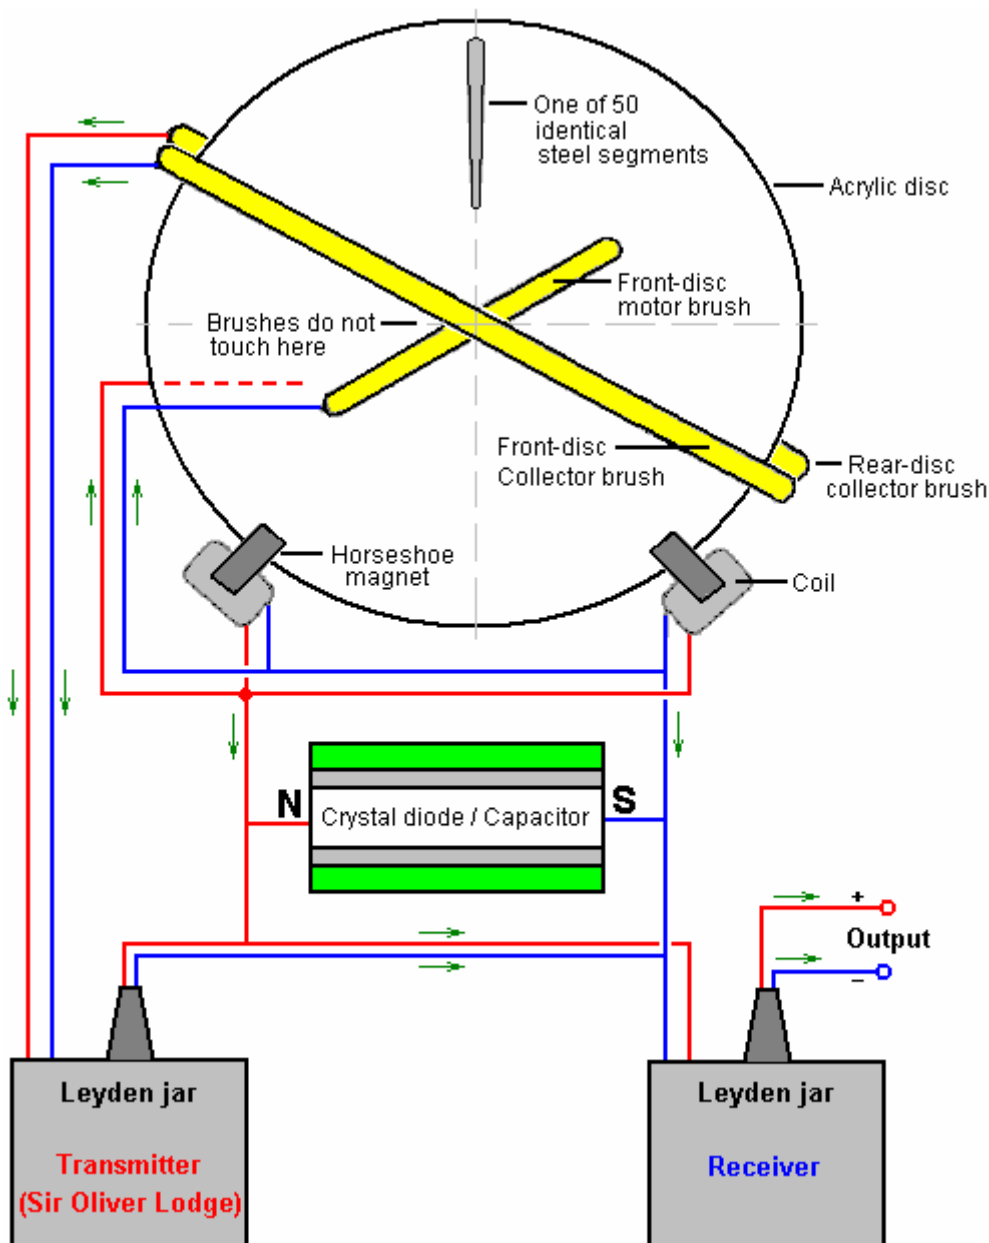 One of 50
identical
steel segments
Acrylic disc
Front-disc
motor brush
Brushes do not
touch here
Front-disc
Collector brush
Rear-disc
collector brush
Horseshoe
magnet
Coil
N
S
Crystal diode / Capacitor
+
Output
–
Leyden jar
Transmitter
(Sir Oliver Lodge)
Leyden jar
Receiver